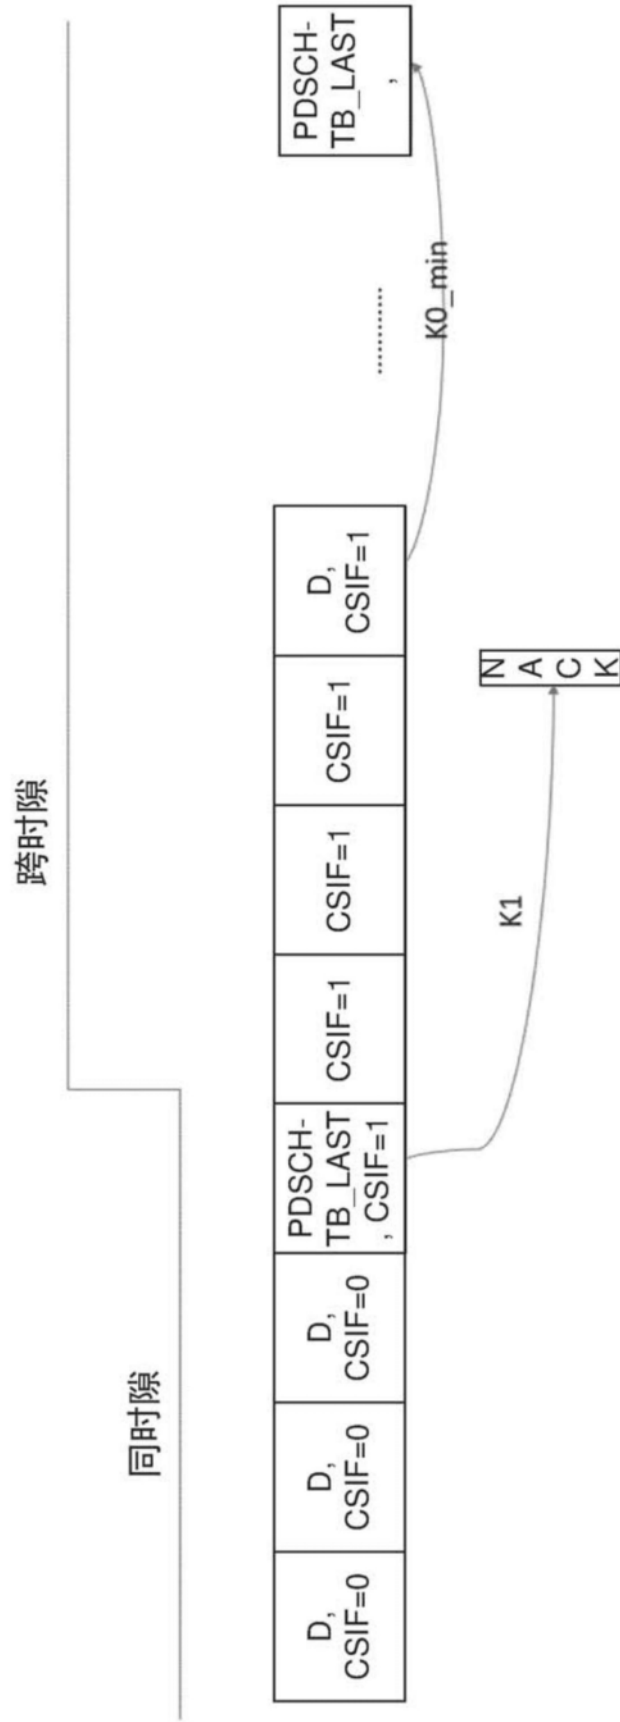 跨时隙
同时隙
D,
CSIF=0
D,
CSIF=0
D,
CSIF=0
PDSCH-
TB_LAST
, CSIF=1
CSIF=1
CSIF=1
CSIF=1
D,
CSIF=1
...........
PDSCH-
TB_LAST
,
K0_min
K1
N
A
C
K